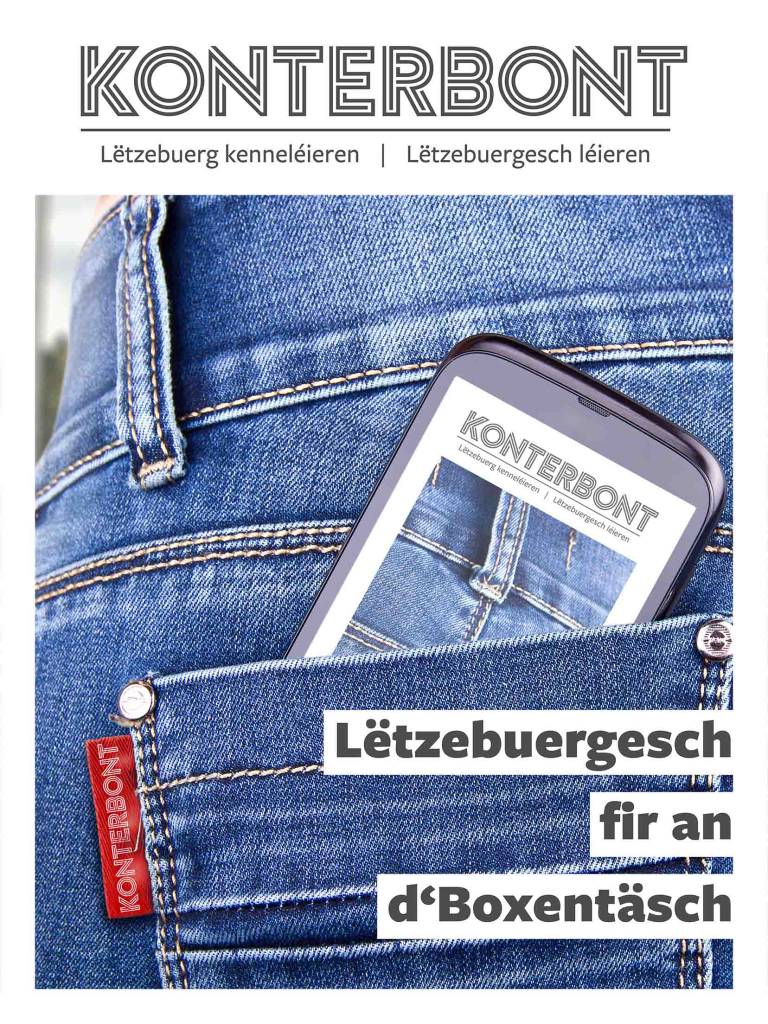 KONTERBONT
Lëtzebuerg kenneléieren | Lëtzebuergesch léieren
KONTERBONT
Lëtzebuerg kenneléieren | Lëtzebuergesch léieren
Lëtzebuergesch
fir an
d‘Boxentäsch
KONTERBONT